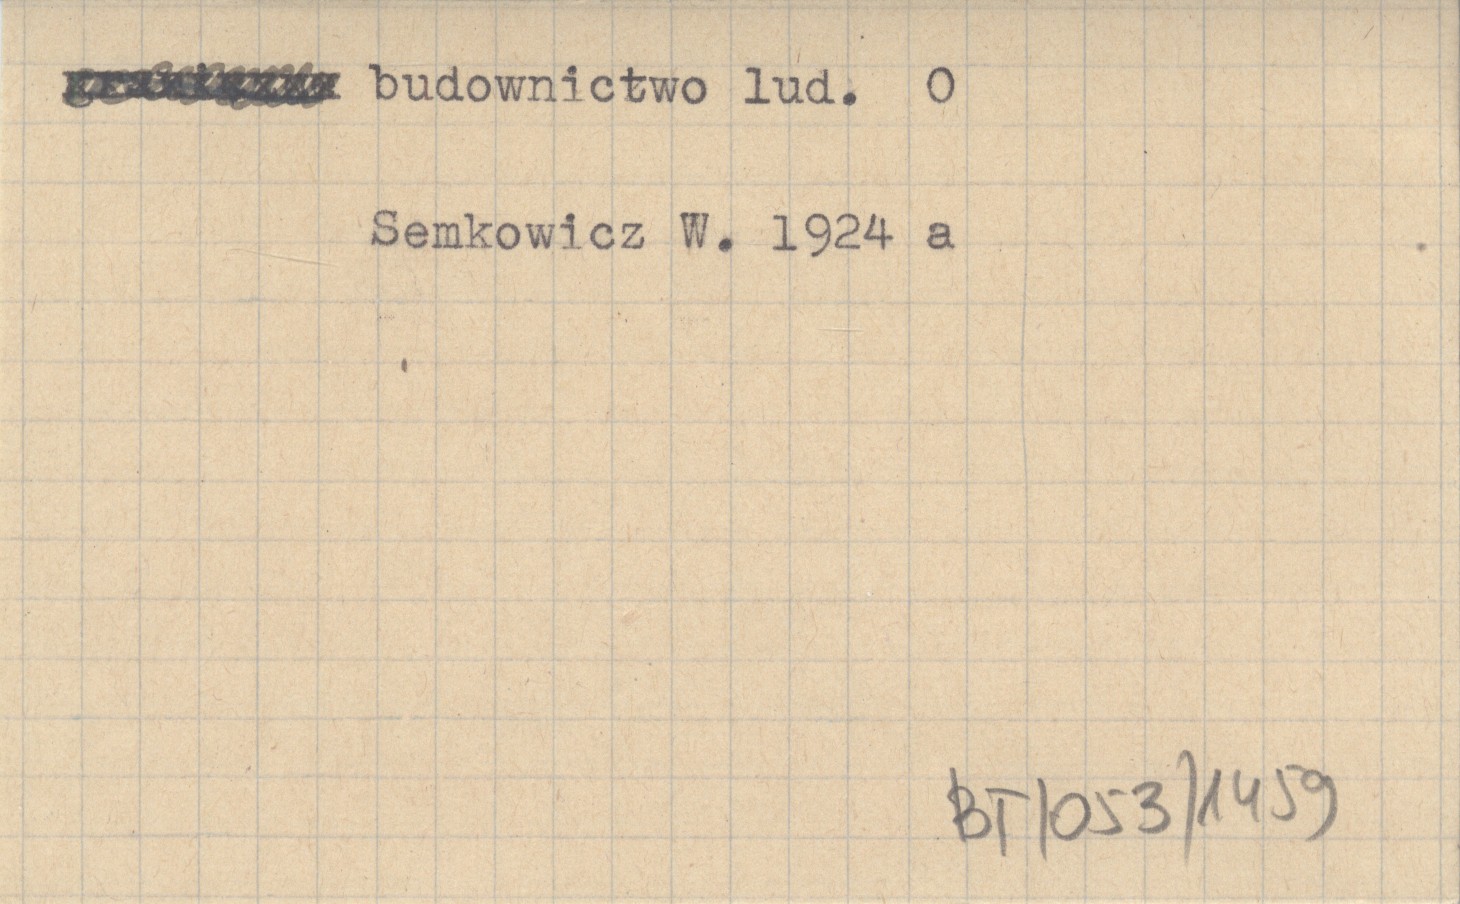 budownictwo lud. O
Semkowicz W. 1924 a
BT/053/1459